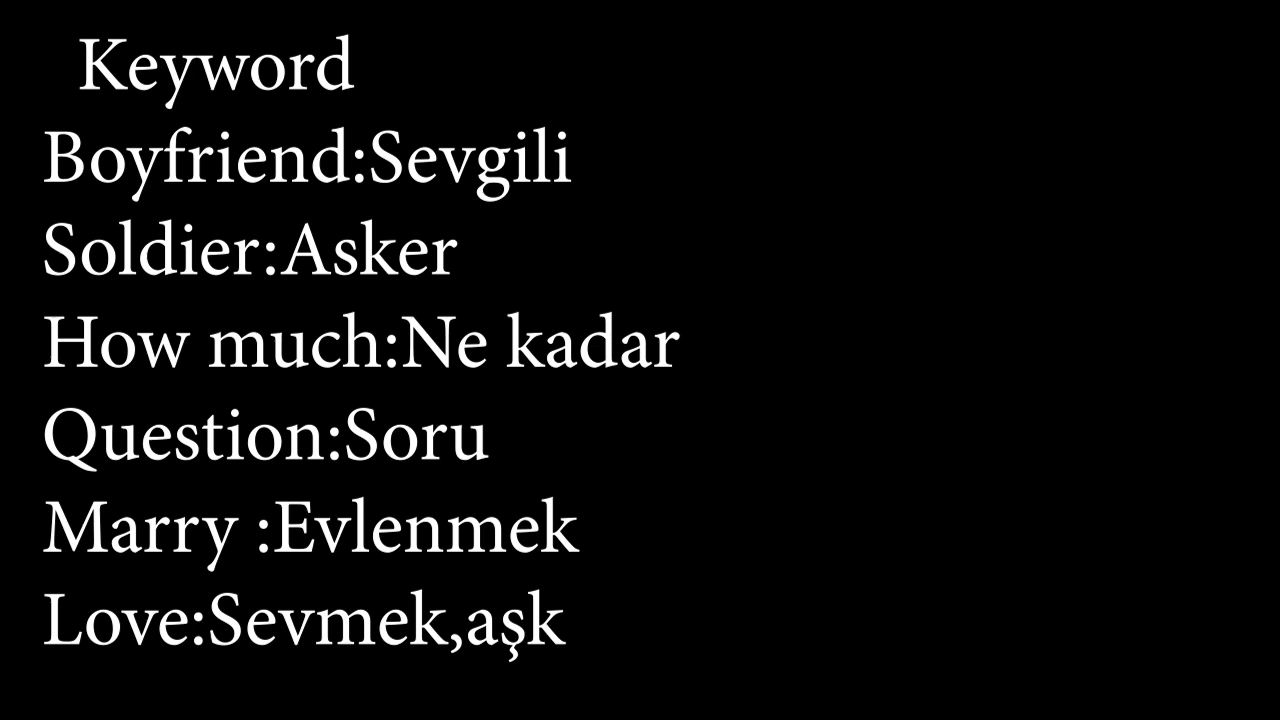 Keyword
Boyfriend:Sevgili
Soldier:Asker
How much:Ne kadar
Question:Soru
Marry :Evlenmek
Love:Sevmek,aşk